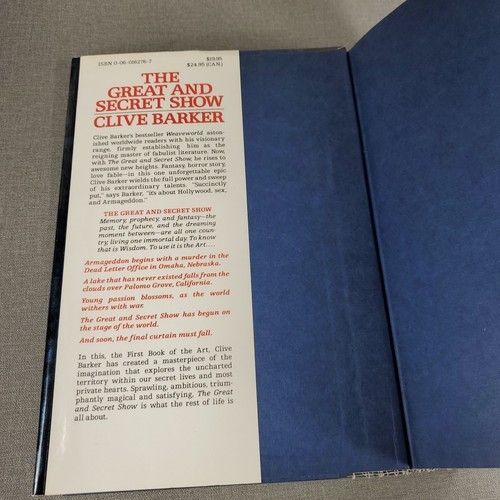 ISBN 0-06-016276-7
$19.95
$24.95 (CAN)
THE
GREAT AND
SECRET SHOW
CLIVE BARKER
Clive Barker's bestseller Weaveworld aston-
ished worldwide readers with his visionary
range, firmly establishing him as the
reigning master of fabulist literature. Now,
with The Great and Secret Show, he rises to
awesome new heights. Fantasy, horror story,
love fable—in this one unforgettable epic
Clive Barker wields the full power and sweep
of his extraordinary talents. "Succinctly
put," says Barker, "it's about Hollywood, sex,
and Armageddon."
THE GREAT AND SECRET SHOW
Memory, prophecy, and fantasy—the
past, the future, and the dreaming
moment between—are all one coun-
try, living one immortal day. To know
that is Wisdom. To use it is the Art....
Armageddon begins with a murder in the
Dead Letter Office in Omaha, Nebraska.
A lake that has never existed falls from the
clouds over Palomo Grove, California.
Young passion blossoms, as the world
withers with war.
The Great and Secret Show has begun on
the stage of the world.
And soon, the final curtain must fall.
In this, the First Book of the Art, Clive
Barker has created a masterpiece of the
imagination that explores the uncharted
territory within our secret lives and most
private hearts. Sprawling, ambitious, trium-
phantly magical and satisfying, The Great
and Secret Show is what the rest of life is
all about.